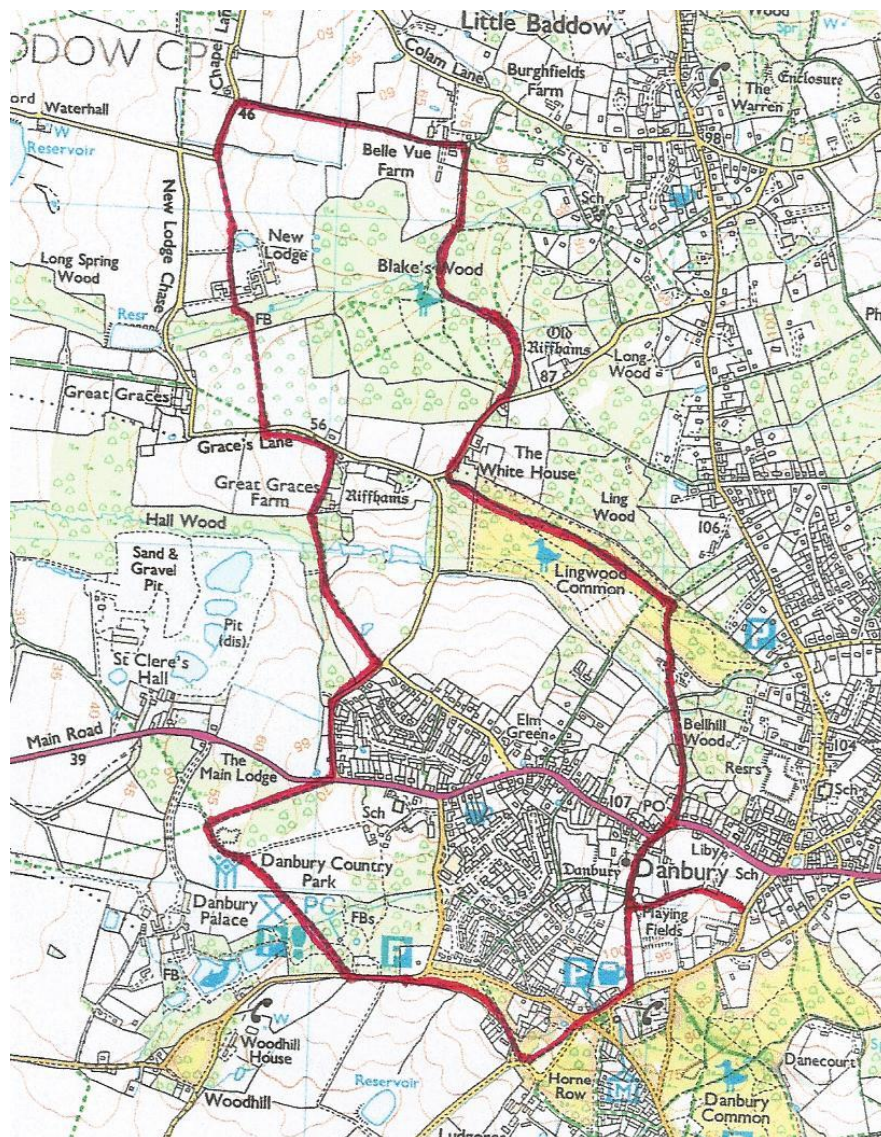 Little Baddow
DDOW CP
Chapel Lane
Colam Lane
Burghfields
Farm
The
Warren
Enclosure
Waterhall
W
Reservoir
46
Belle Vue
Farm
98
Sch
New Lodge Chase
New
Lodge
Long Spring
Wood
Blake's Wood
Resr
FB
Old
Riffhams
87
Long
Wood
Great Graces
56
Grace's Lane
Great Graces
Farm
Riffhams
The
White House
Ling
Wood
106
Hall Wood
Sand &
Gravel
Pit
Pit
(dis)
Lingwood
Common
P
St Clere's
Hall
Main Road
39
The
Main Lodge
Elm
Green
Bellhill
Wood
Resrs
104
Sch
Sch
107
PO
Liby
Danbury
Danbury
Sch
Danbury Country
Park
Danbury
Palace
PC
FBs
Playing
Fields
P
FB
P
W
Woodhill
House
Woodhill
Reservoir
Horne
Row
M
Danecourt
Danbury
Common